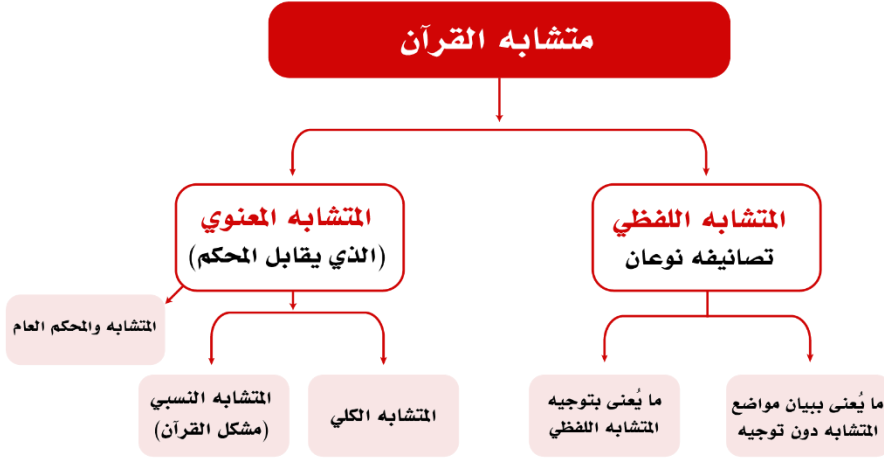 متشابه القرآن
المتشابه اللفظي
تصانيفه نوعان
المتشابه المعنوي
(الذي يقابل المحكم)
ما يُعنى ببيان مواضع
المتشابه دون توجيه
ما يُعنى بتوجيه
المتشابه اللفظي
المتشابه الكلي
المتشابه النسبي
(مشكل القرآن)
المتشابه والمحكم العام